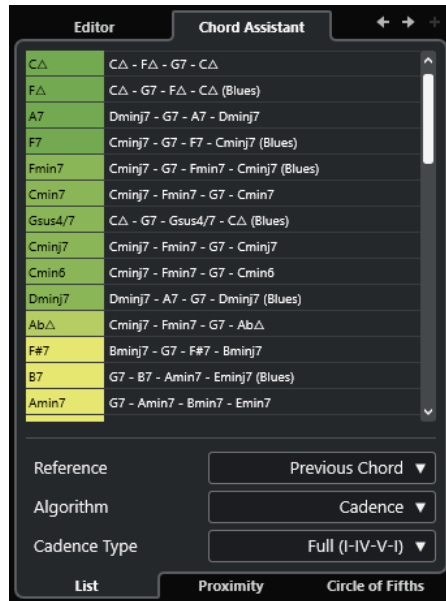 Editor Chord Assistant
C△ C△ - F△ - G7 - C△
F△ C△ - G7 - F△ - C△ (Blues)
A7 Dminj7 - G7 - A7 - Dminj7
F7 Cminj7 - G7 - F7 - Cminj7 (Blues)
Fmin7 Cminj7 - G7 - Fmin7 - Cminj7 (Blues)
Cmin7 Cminj7 - Fmin7 - G7 - Cmin7
Gsus4/7 C△ - G7 - Gsus4/7 - C△ (Blues)
Cminj7 Cminj7 - Fmin7 - G7 - Cminj7
Cmin6 Cminj7 - Fmin7 - G7 - Cmin6
Dminj7 Dminj7 - A7 - G7 - Dminj7 (Blues)
Ab△ Cminj7 - Fmin7 - G7 - Ab△
F#7 Bminj7 - G7 - F#7 - Bminj7
B7 G7 - B7 - Amin7 - Eminj7 (Blues)
Amin7 G7 - Amin7 - Bmin7 - Emin7
Reference Previous Chord
Algorithm Cadence
Cadence Type Full (I-IV-V-I)
List Proximity Circle of Fifths